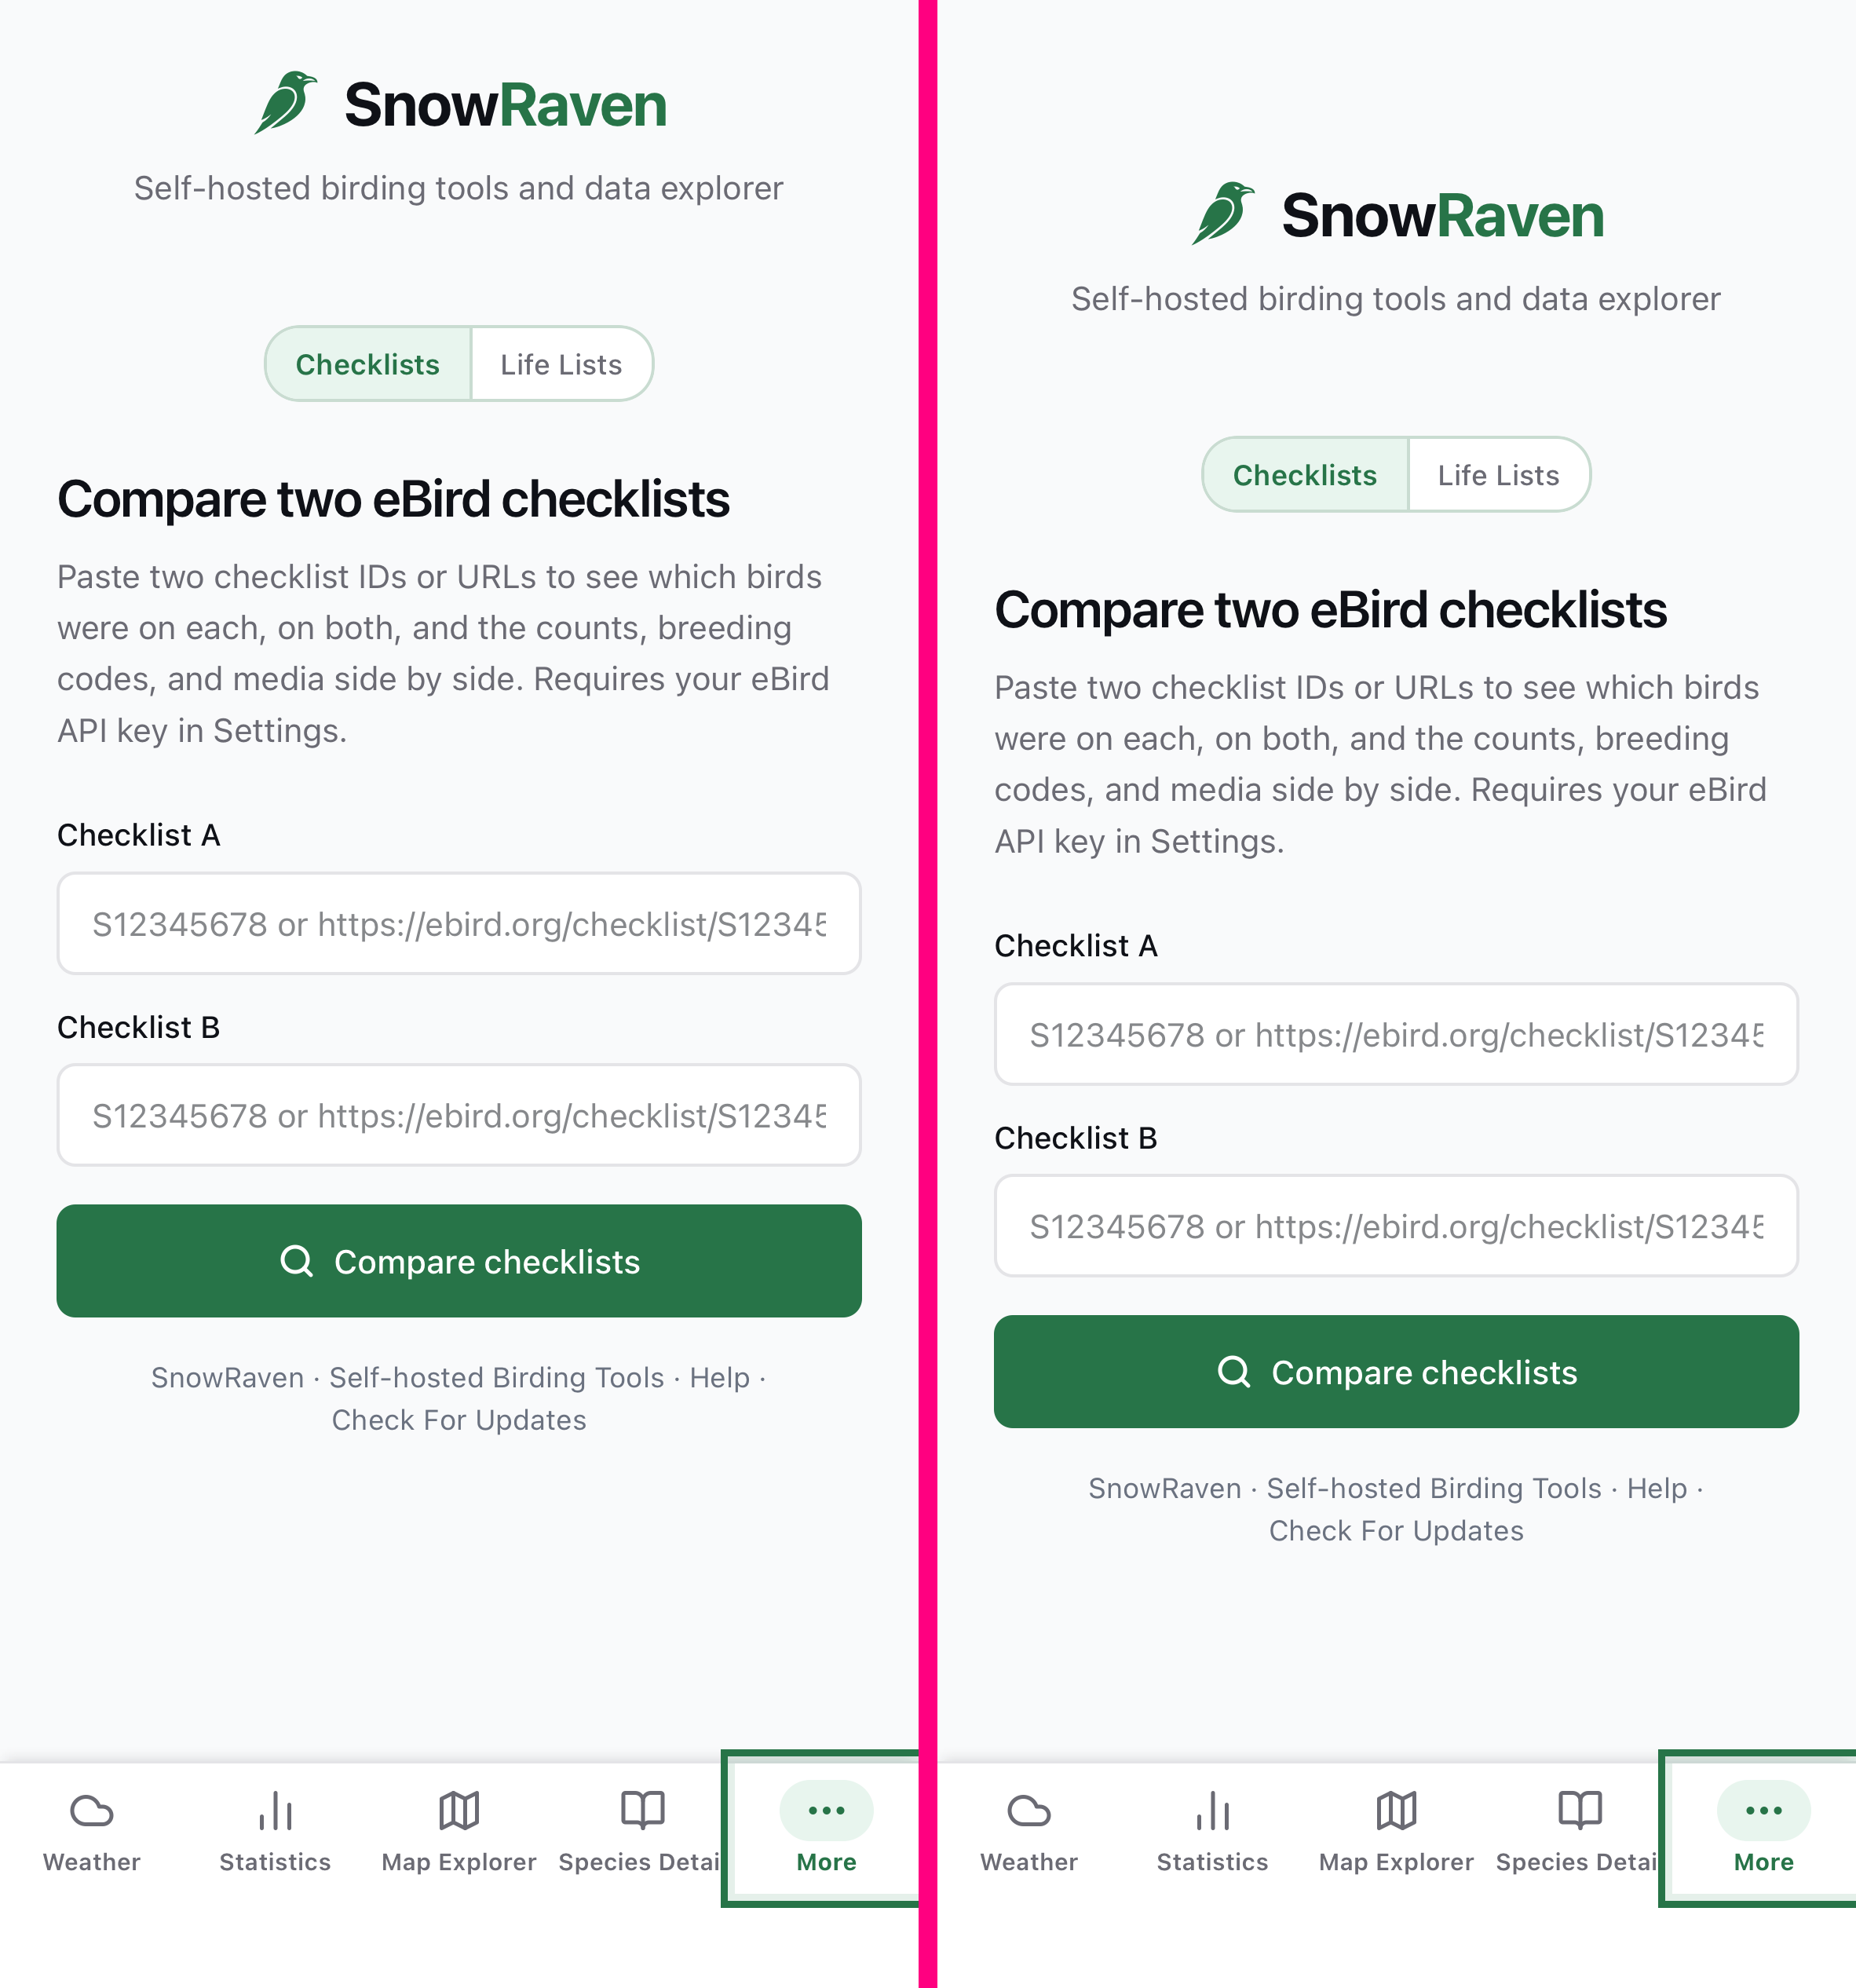 SnowRaven
Self-hosted birding tools and data explorer
Checklists
Life Lists
Compare two eBird checklists
Paste two checklist IDs or URLs to see which birds
were on each, on both, and the counts, breeding
codes, and media side by side. Requires your eBird
API key in Settings.
Checklist A
S12345678 or https://ebird.org/checklist/S12345
Checklist B
S12345678 or https://ebird.org/checklist/S12345
Compare checklists
SnowRaven · Self-hosted Birding Tools · Help ·
Check For Updates
Weather
Statistics
Map Explorer
Species Detai
More
SnowRaven
Self-hosted birding tools and data explorer
Checklists
Life Lists
Compare two eBird checklists
Paste two checklist IDs or URLs to see which birds
were on each, on both, and the counts, breeding
codes, and media side by side. Requires your eBird
API key in Settings.
Checklist A
S12345678 or https://ebird.org/checklist/S12345
Checklist B
S12345678 or https://ebird.org/checklist/S12345
Compare checklists
SnowRaven · Self-hosted Birding Tools · Help ·
Check For Updates
Weather
Statistics
Map Explorer
Species Detai
More